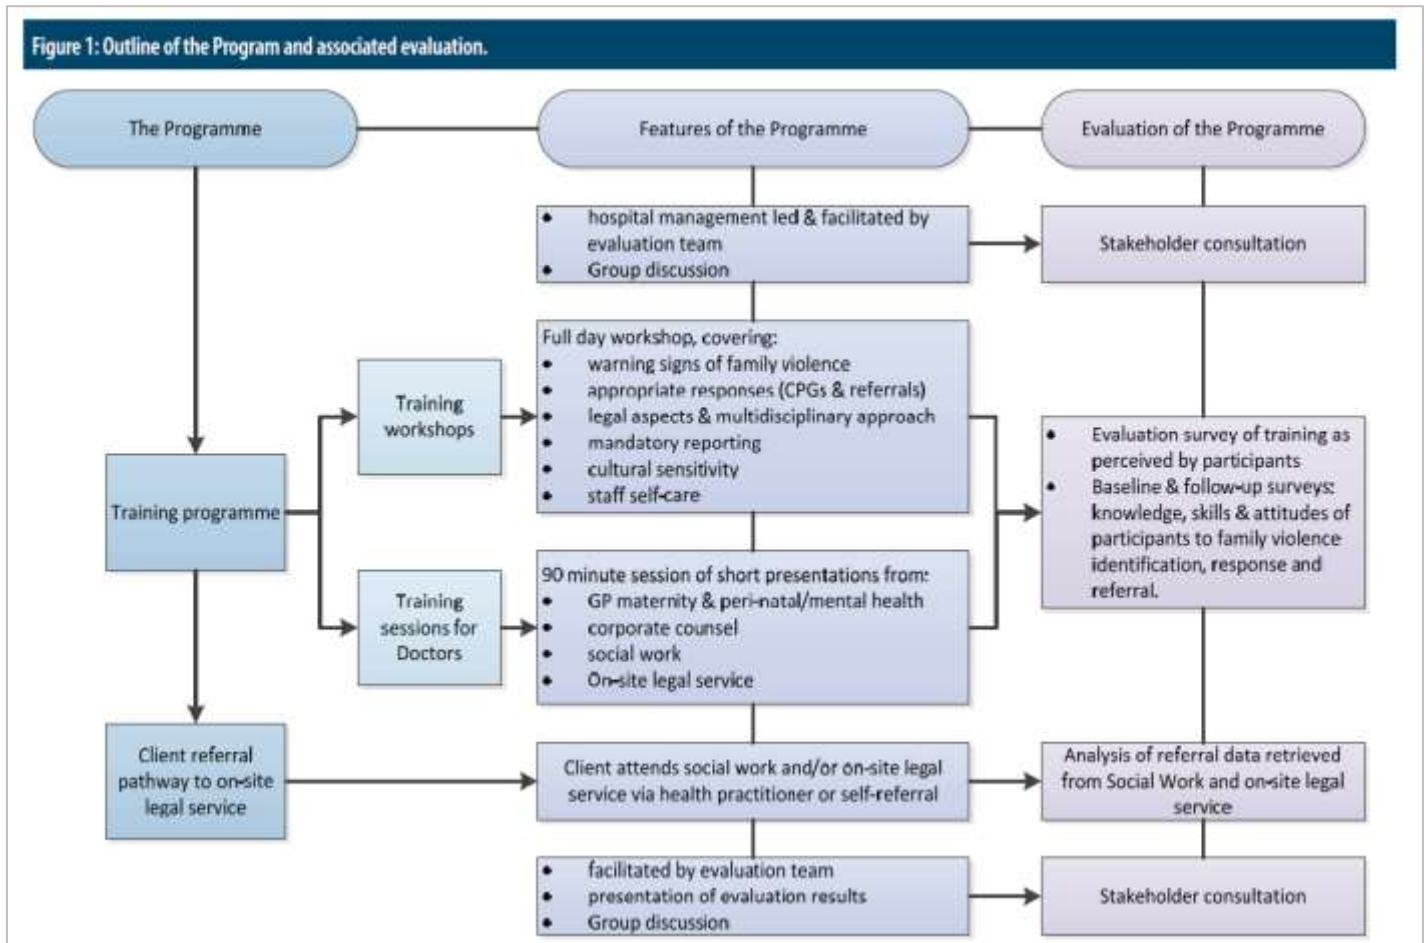 Figure 1: Outline of the Program and associated evaluation.
The Programme
Features of the Programme
Evaluation of the Programme
• hospital management led & facilitated by
evaluation team
• Group discussion
Stakeholder consultation
Full day workshop, covering:
• warning signs of family violence
• appropriate responses (CPGs & referrals)
• legal aspects & multidisciplinary approach
• mandatory reporting
• cultural sensitivity
• staff self-care
Training
workshops
Training programme
• Evaluation survey of training as
perceived by participants
• Baseline & follow-up surveys:
knowledge, skills & attitudes of
participants to family violence
identification, response and
referral.
Training
sessions for
Doctors
90 minute session of short presentations from:
• GP maternity & peri-natal/mental health
• corporate counsel
• social work
• On-site legal service
Client referral
pathway to on-site
legal service
Client attends social work and/or on-site legal
service via health practitioner or self-referral
Analysis of referral data retrieved
from Social Work and on-site legal
service
• facilitated by evaluation team
• presentation of evaluation results
• Group discussion
Stakeholder consultation